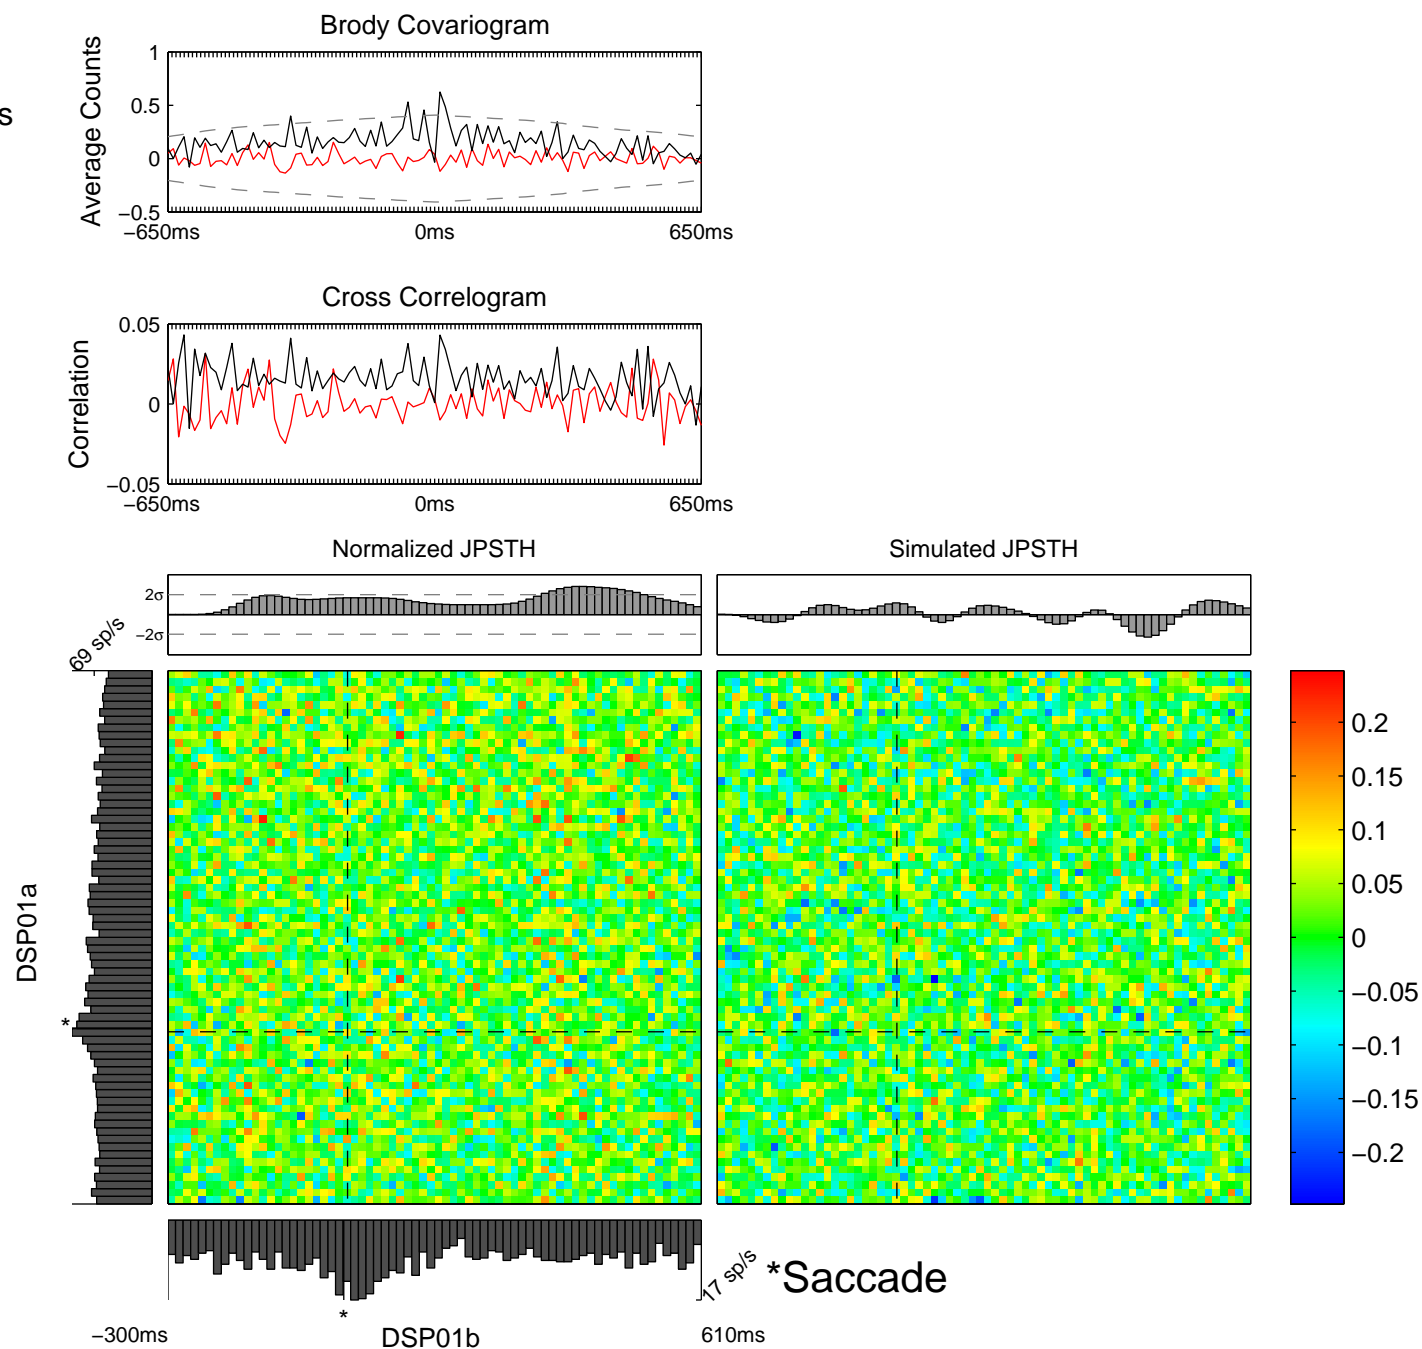 Brody Covariogram
s
Average Counts
1
0.5
0
−0.5
−650ms 0ms 650ms
Cross Correlogram
Correlation
0.05
0
−0.05
−650ms 0ms 650ms
Normalized JPSTH
Simulated JPSTH
2σ
−2σ
69 sp/s
DSP01a
*
0.2
0.15
0.1
0.05
0
−0.05
−0.1
−0.15
−0.2
17 sp/s
*Saccade
*
−300ms DSP01b 610ms